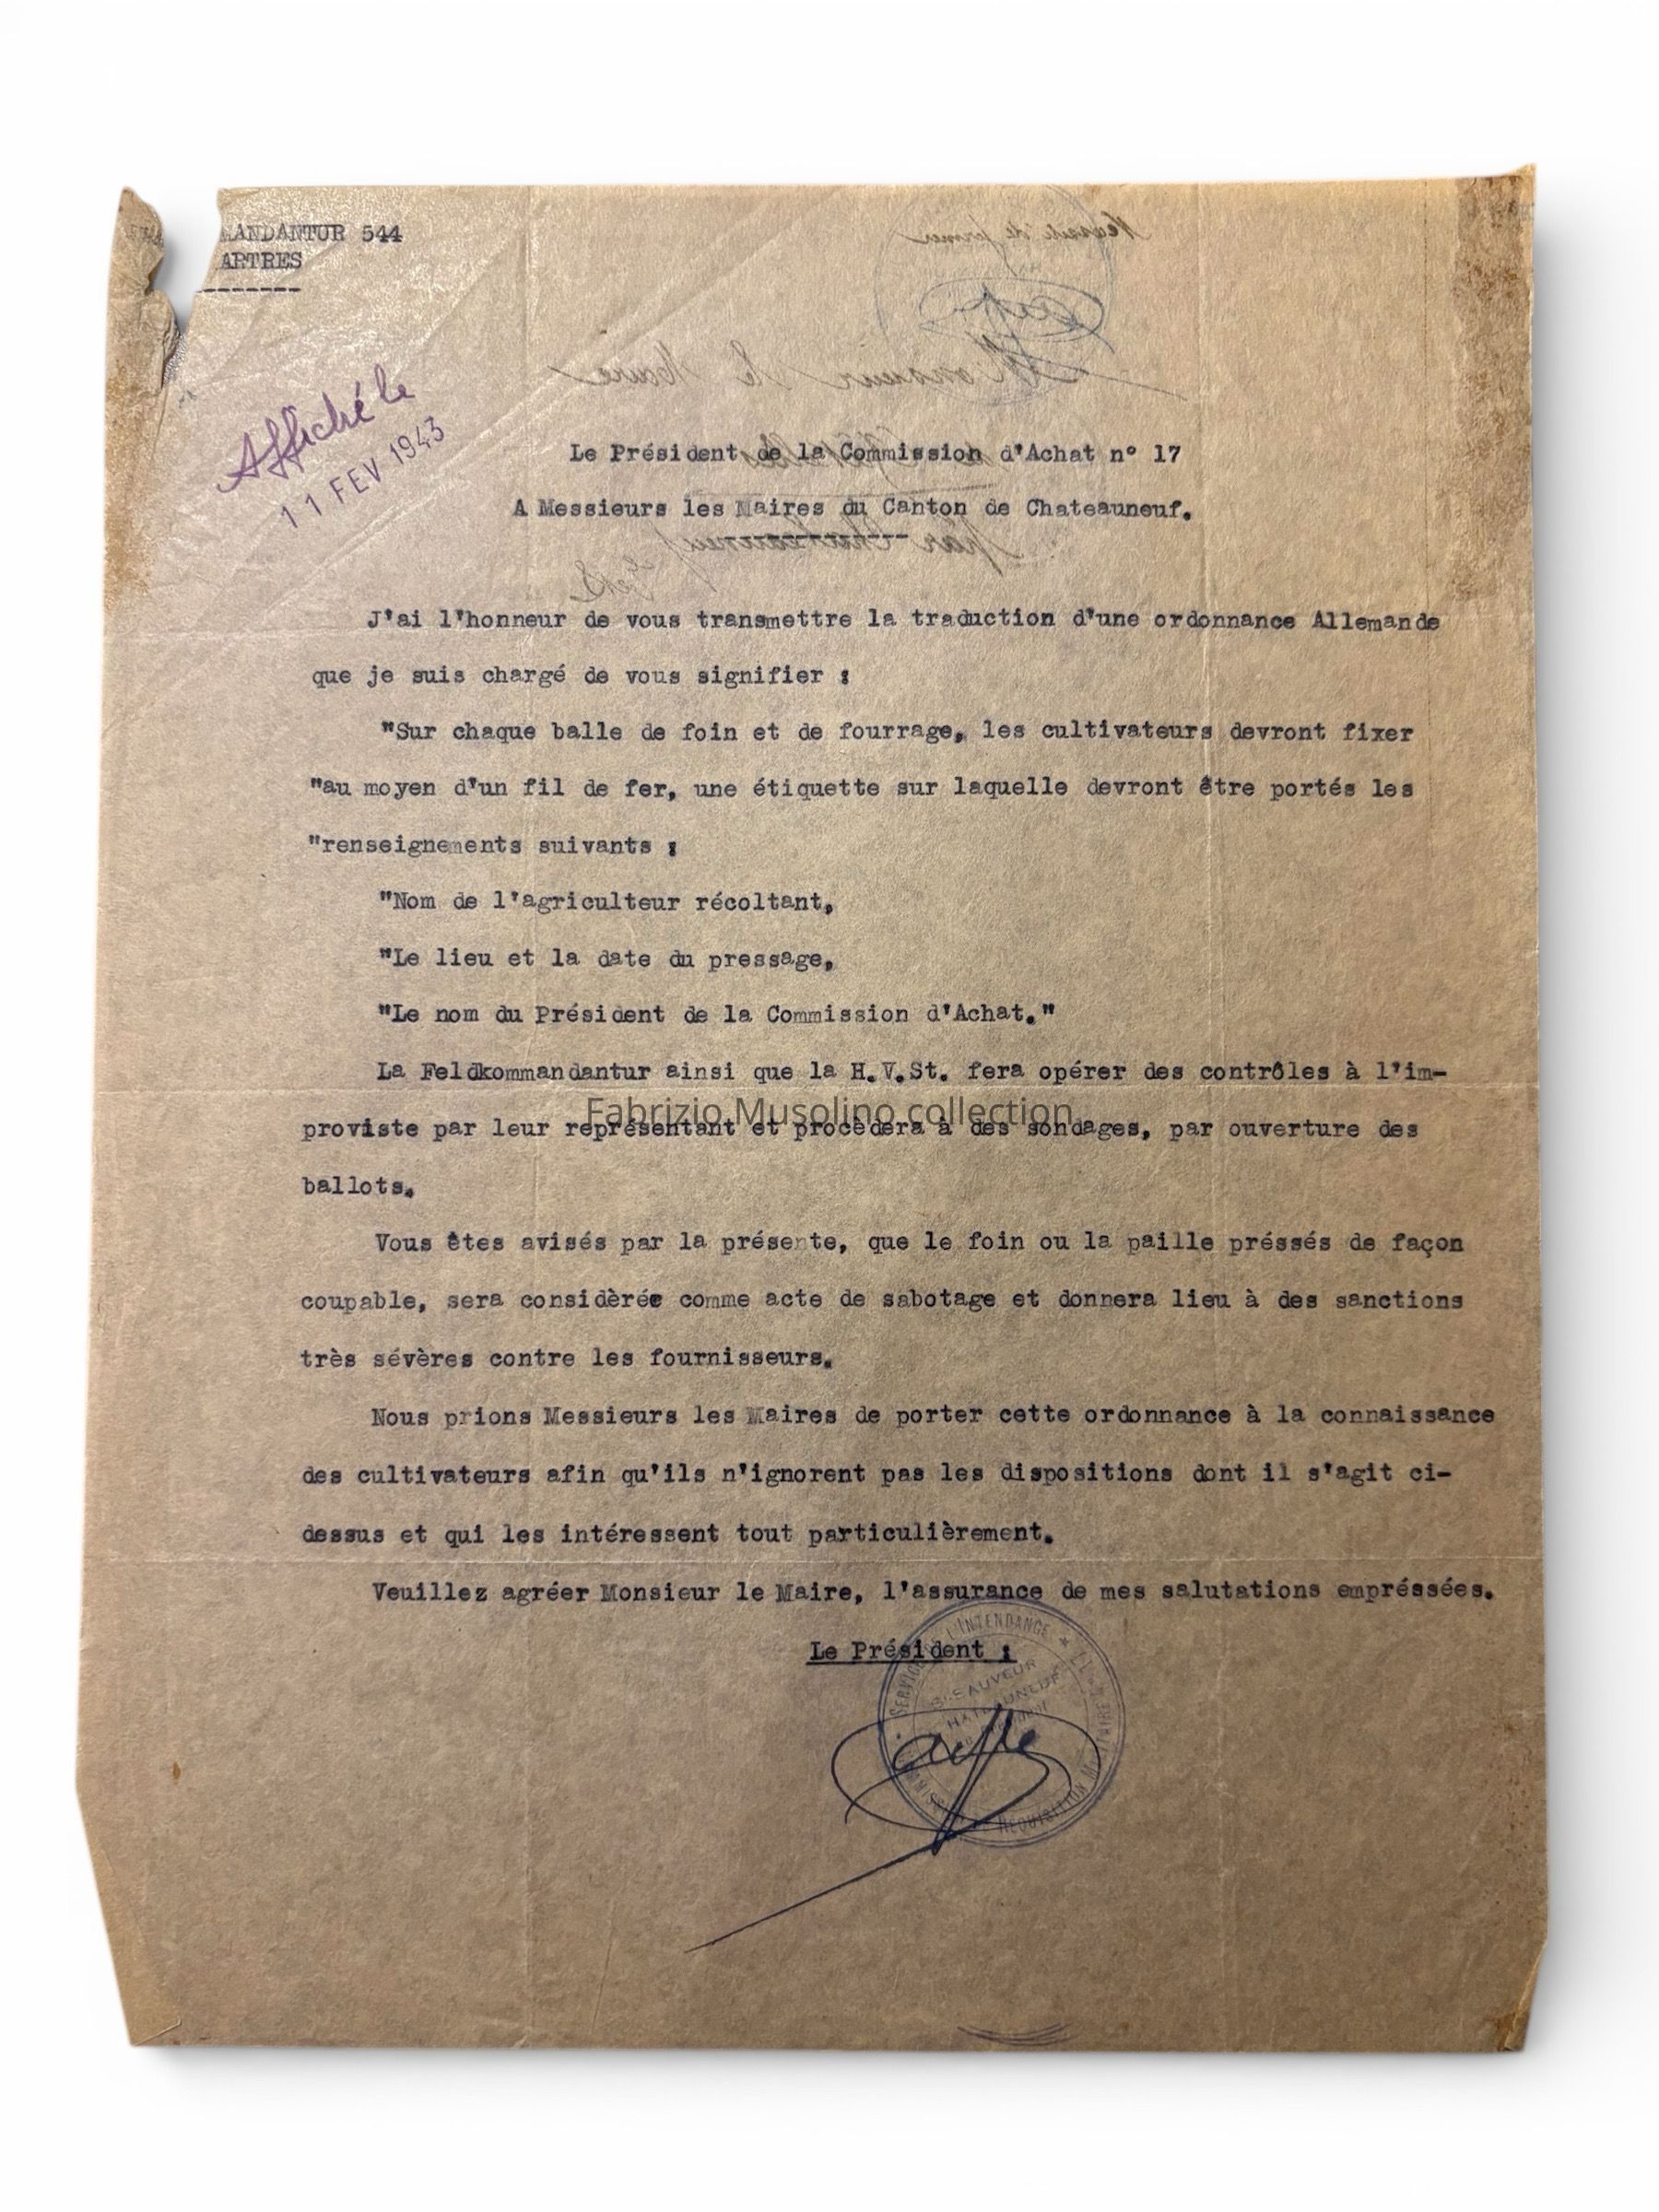 ANDANTUR 544
ARTRES
Affiché le
11 FEV 1943
Le Président de la Commission d'Achat n° 17
A Messieurs les Maires du Canton de Chateauneuf.
J'ai l'honneur de vous transmettre la traduction d'une ordonnance Allemande
que je suis chargé de vous signifier :
"Sur chaque balle de foin et de fourrage, les cultivateurs devront fixer
"au moyen d'un fil de fer, une étiquette sur laquelle devront être portés les
"renseignements suivants :
"Nom de l'agriculteur récoltant,
"Le lieu et la date du pressage,
"Le nom du Président de la Commission d'Achat."
La Feldkommandantur ainsi que la H.V.St. fera opérer des contrôles à l'im-
Fabrizio Musolino collection
proviste par leur représentant et procèdera à des sondages, par ouverture des
ballots.
Vous êtes avisés par la présente, que le foin ou la paille préssés de façon
coupable, sera considèrée comme acte de sabotage et donnera lieu à des sanctions
très sévères contre les fournisseurs.
Nous prions Messieurs les Maires de porter cette ordonnance à la connaissance
des cultivateurs afin qu'ils n'ignorent pas les dispositions dont il s'agit ci-
dessus et qui les intéressent tout particulièrement.
Veuillez agréer Monsieur le Maire, l'assurance de mes salutations empréssées.
Le Président :
SERVICE DE L'INTENDANCE
St SAUVEUR
REQUISITION